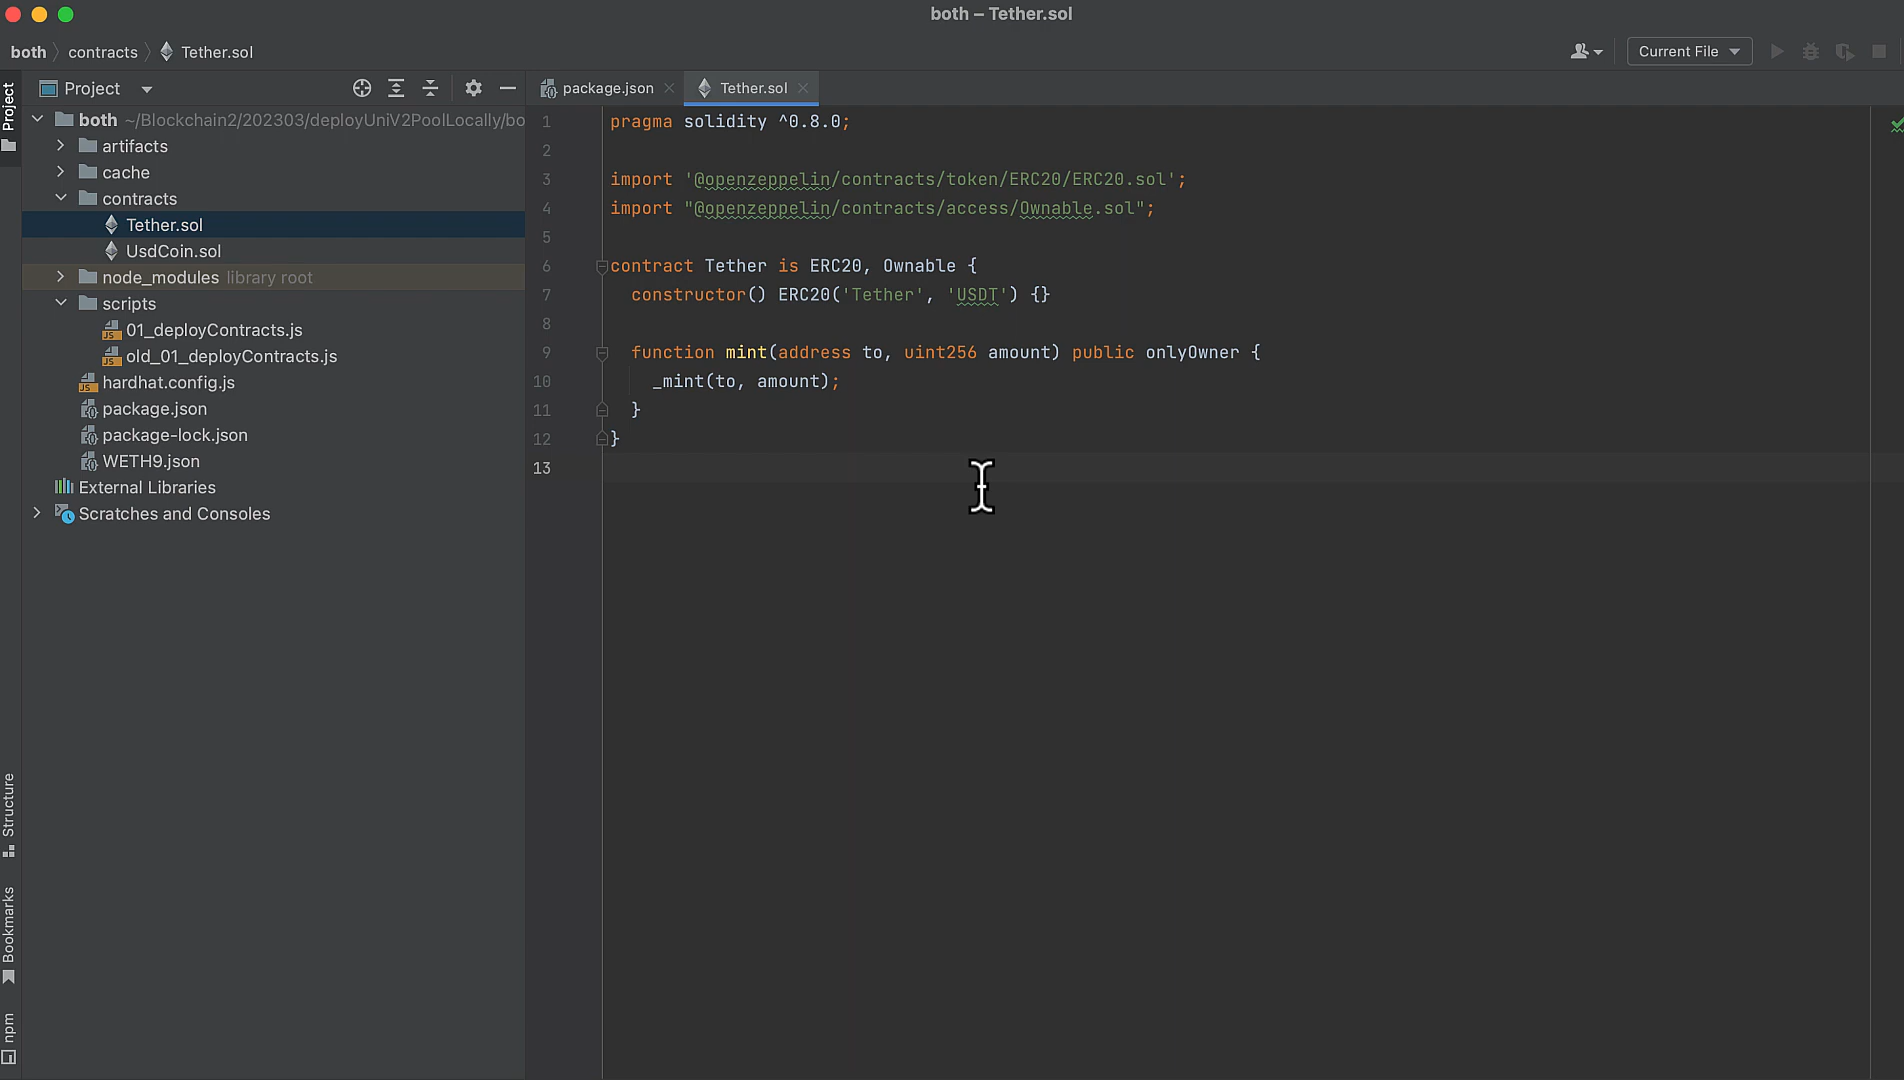 both – Tether.sol
both
contracts
Tether.sol
Current File
Project
Project
package.json
Tether.sol
both ~/Blockchain2/202303/deployUniV2PoolLocally/bo
artifacts
cache
contracts
Tether.sol
UsdCoin.sol
node_modules library root
scripts
01_deployContracts.js
old_01_deployContracts.js
hardhat.config.js
package.json
package-lock.json
WETH9.json
External Libraries
Scratches and Consoles
Structure
Bookmarks
npm
1 pragma solidity ^0.8.0;
2
3 import '@openzeppelin/contracts/token/ERC20/ERC20.sol';
4 import "@openzeppelin/contracts/access/Ownable.sol";
5
6 contract Tether is ERC20, Ownable {
7 constructor() ERC20('Tether', 'USDT') {}
8
9 function mint(address to, uint256 amount) public onlyOwner {
10 _mint(to, amount);
11 }
12 }
13